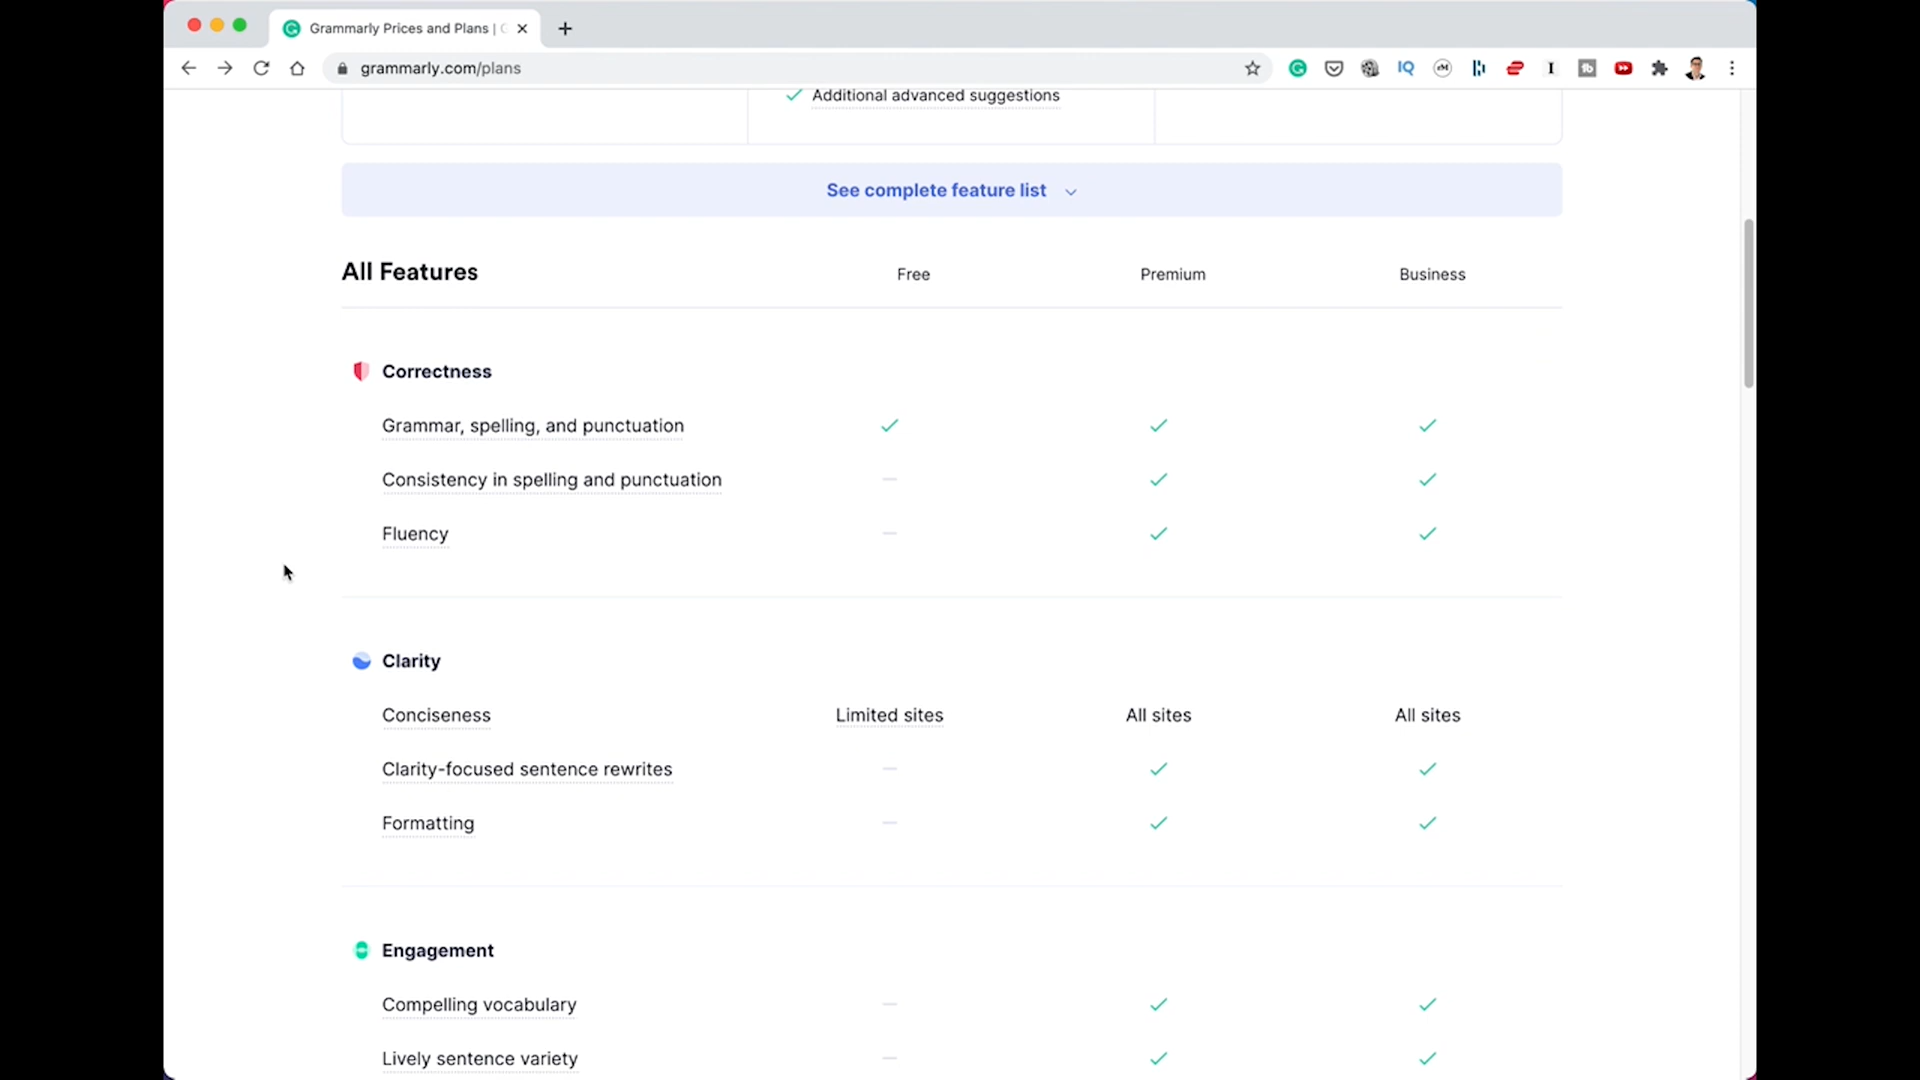 Grammarly Prices and Plans |
grammarly.com/plans
IQ
Additional advanced suggestions
See complete feature list
All Features Free Premium Business
Correctness
Grammar, spelling, and punctuation
Consistency in spelling and punctuation
Fluency
Clarity
Conciseness Limited sites All sites All sites
Clarity-focused sentence rewrites
Formatting
Engagement
Compelling vocabulary
Lively sentence variety